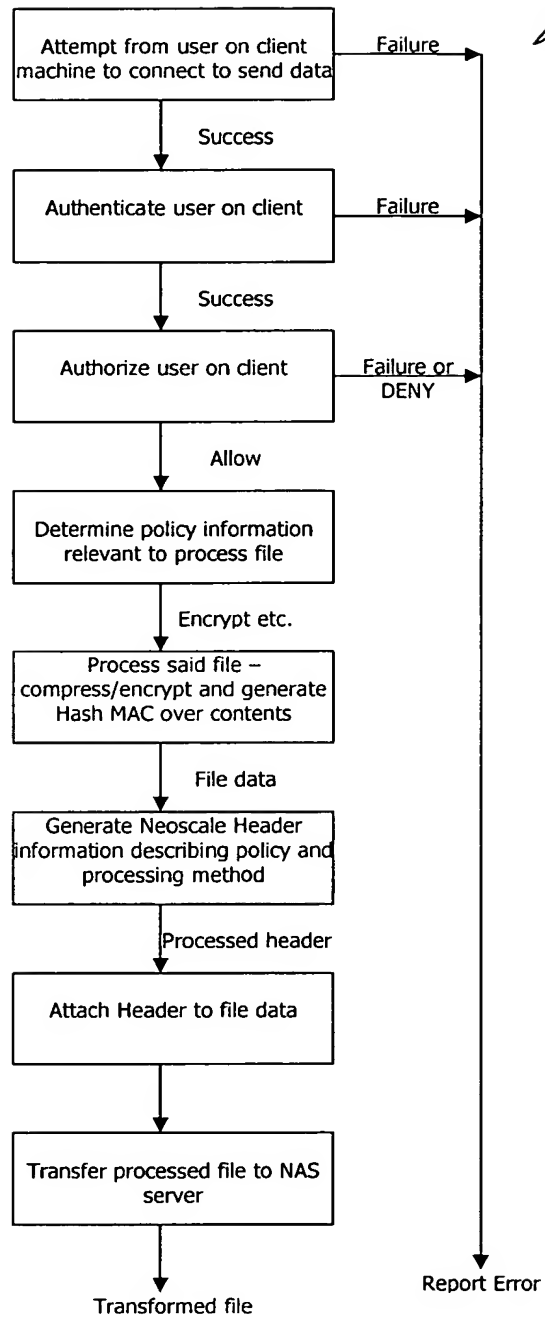 Attempt from user on client
machine to connect to send data
Failure
Success
Authenticate user on client
Failure
Success
Authorize user on client
Failure or
DENY
Allow
Determine policy information
relevant to process file
Encrypt etc.
Process said file –
compress/encrypt and generate
Hash MAC over contents
File data
Generate Neoscale Header
information describing policy and
processing method
Processed header
Attach Header to file data
Transfer processed file to NAS
server
Transformed file
Report Error